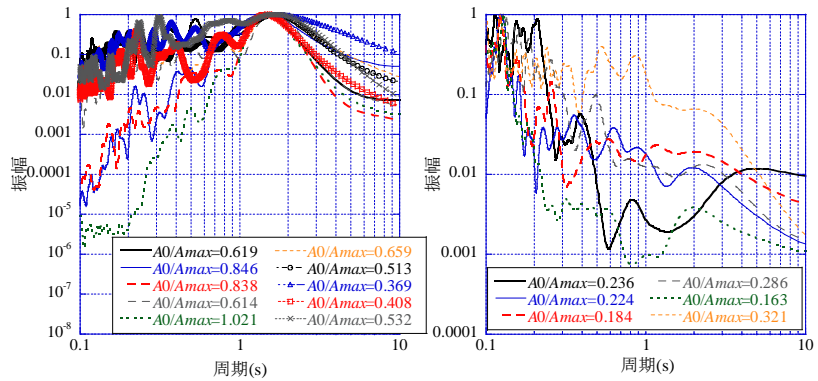 1
0.1
0.01
0.001
0.0001
10⁻⁵
10⁻⁶
10⁻⁷
10⁻⁸
振幅
0.1
1
10
周期(s)
A0/Amax=0.619
A0/Amax=0.846
A0/Amax=0.838
A0/Amax=0.614
A0/Amax=1.021
A0/Amax=0.659
A0/Amax=0.513
A0/Amax=0.369
A0/Amax=0.408
A0/Amax=0.532
1
0.1
0.01
0.001
0.0001
振幅
0.1
1
10
周期(s)
A0/Amax=0.236
A0/Amax=0.224
A0/Amax=0.184
A0/Amax=0.286
A0/Amax=0.163
A0/Amax=0.321